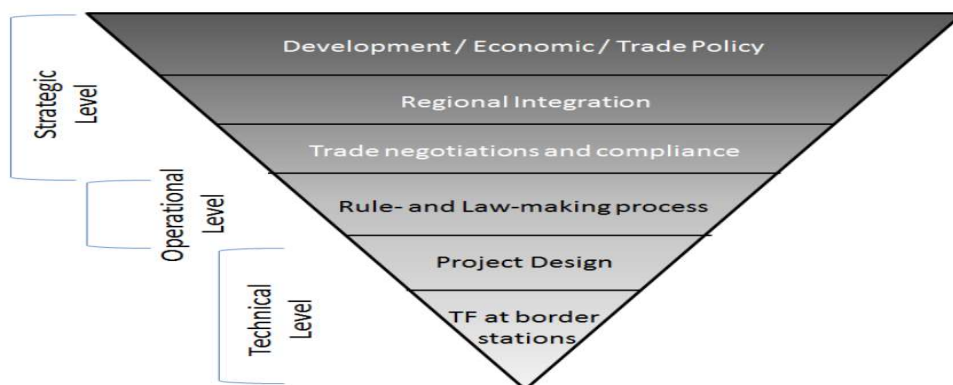 Development / Economic / Trade Policy
Regional Integration
Trade negotiations and compliance
Rule- and Law-making process
Project Design
TF at border
stations
Strategic
Level
Operational
Level
Technical
Level